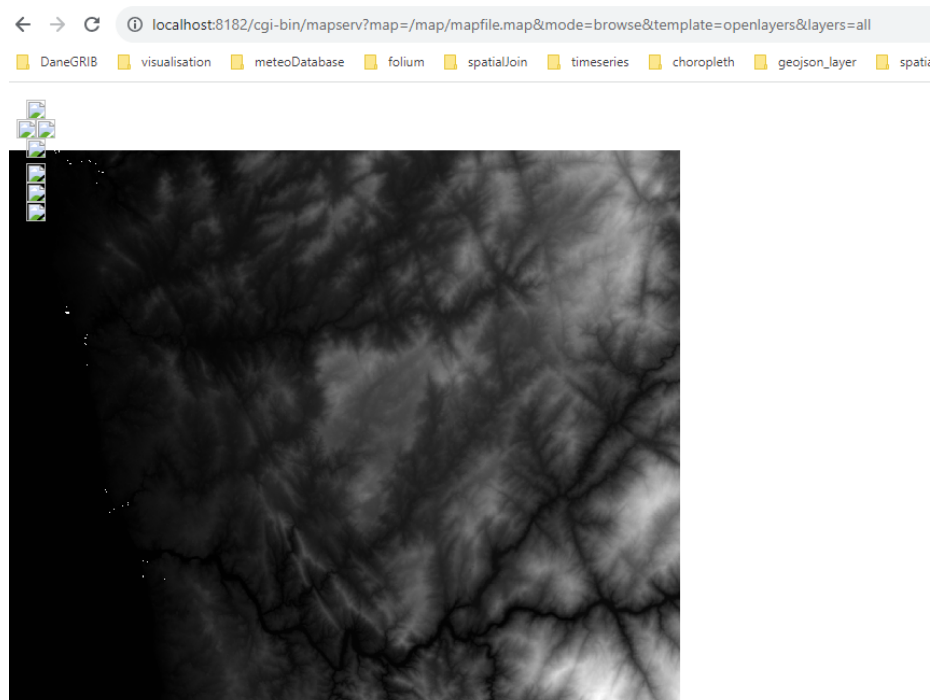 localhost:8182/cgi-bin/mapserv?map=/map/mapfile.map&mode=browse&template=openlayers&layers=all
DaneGRIB visualisation meteoDatabase folium spatialJoin timeseries choropleth geojson_layer spatia